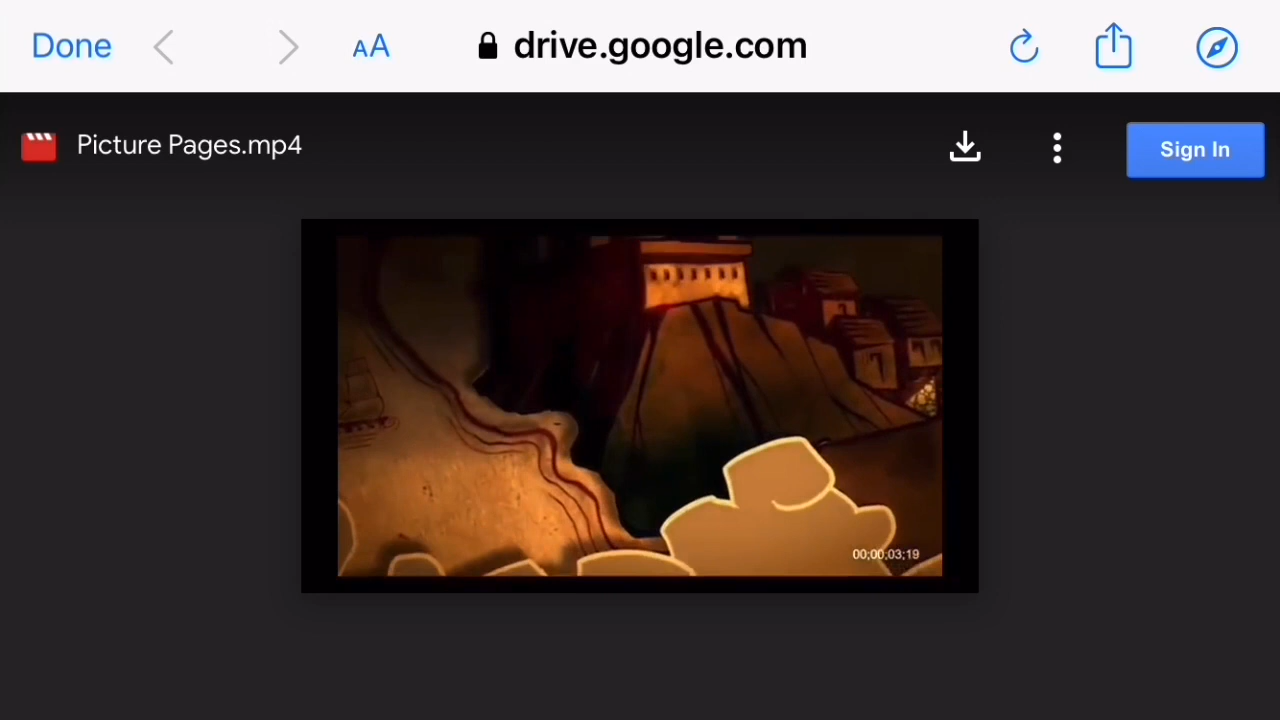 Done
AA
drive.google.com
Picture Pages.mp4
Sign In
00;00;03;19